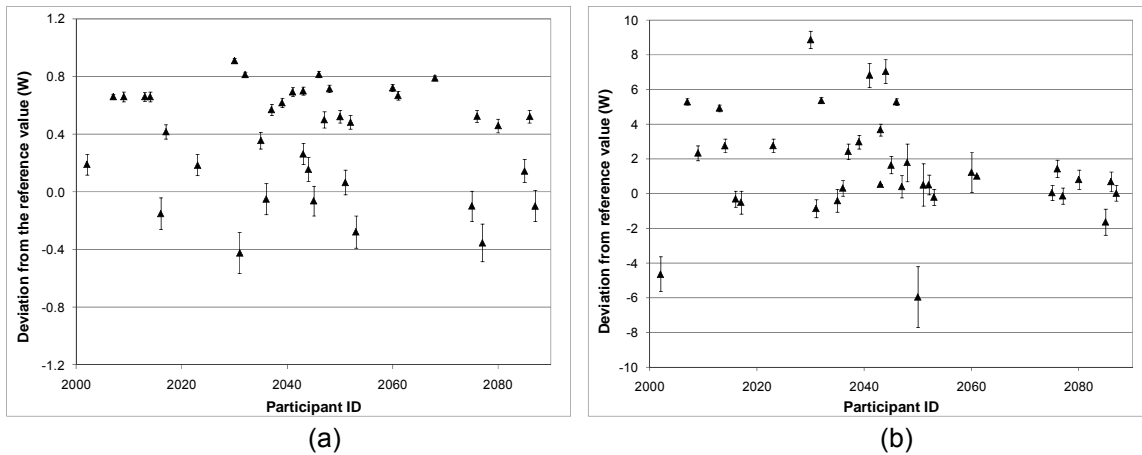 Deviation from the reference value (W)
1.2
0.8
0.4
0.0
-0.4
-0.8
-1.2
2000 2020 2040 2060 2080
Participant ID
(a)
Deviation from reference value (W)
10
8
6
4
2
0
-2
-4
-6
-8
-10
2000 2020 2040 2060 2080
Participant ID
(b)